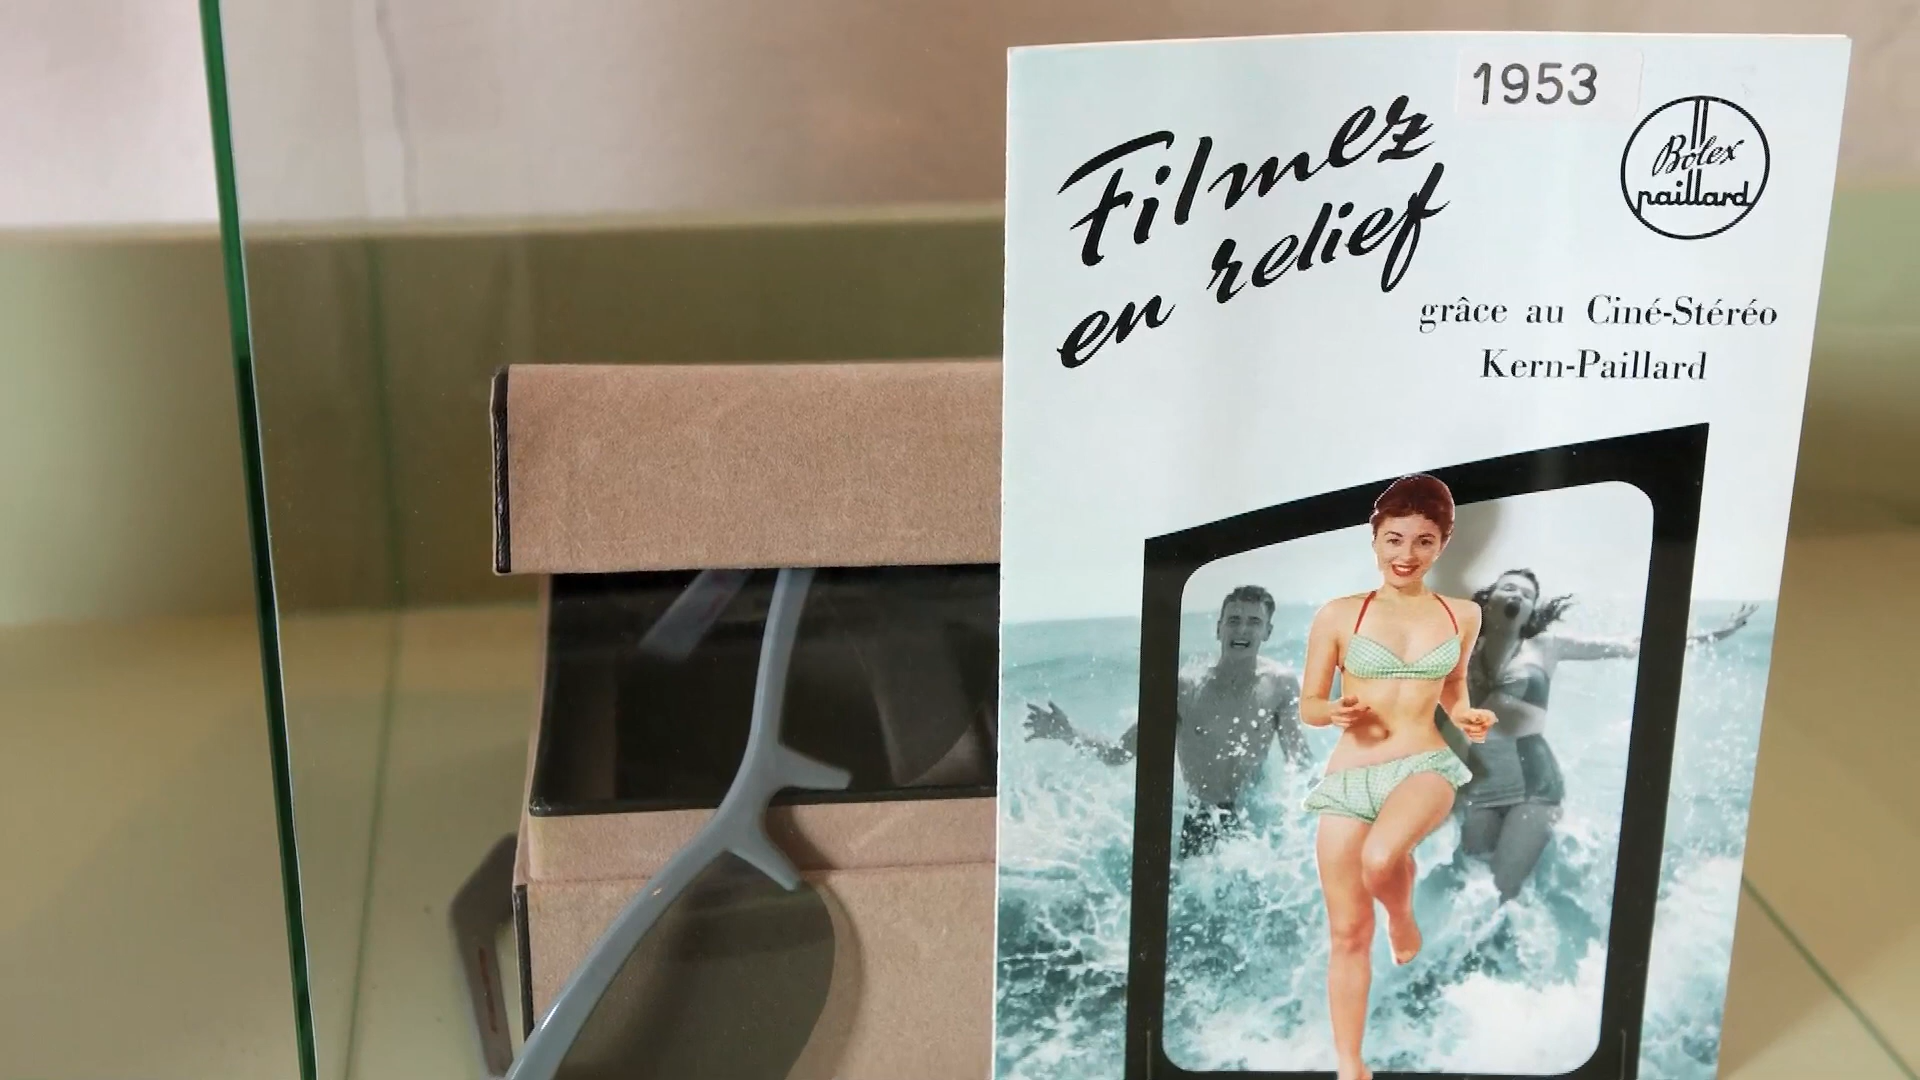 1953
Filmez
en relief
Bolex
paillard
grâce au Ciné-Stéréo
Kern-Paillard